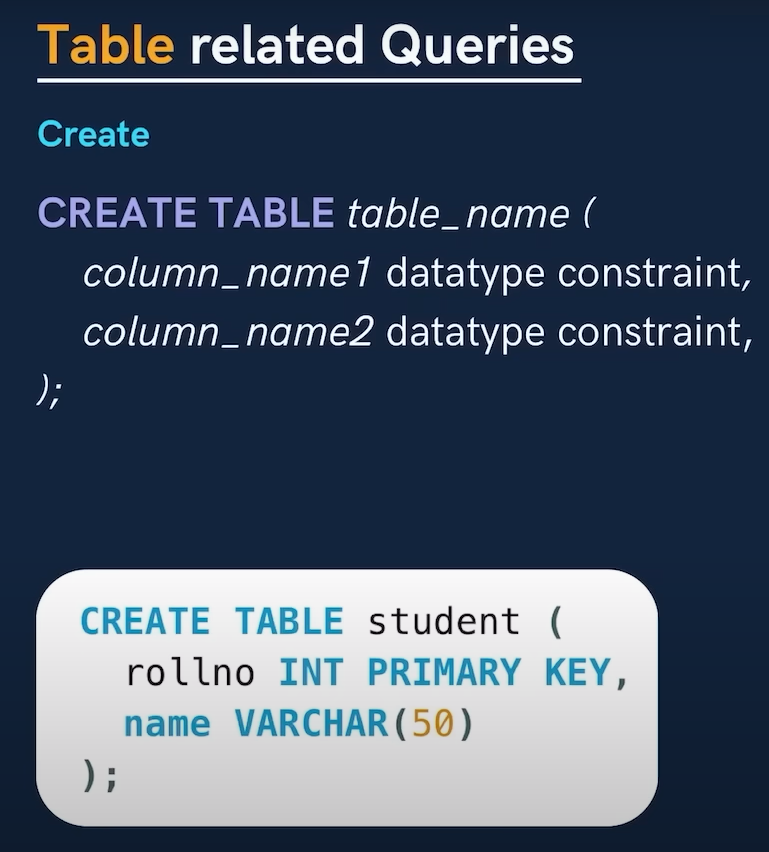 Table related Queries
Create
CREATE TABLE table_name (
column_name1 datatype constraint,
column_name2 datatype constraint,
);
CREATE TABLE student (
rollno INT PRIMARY KEY,
name VARCHAR(50)
);